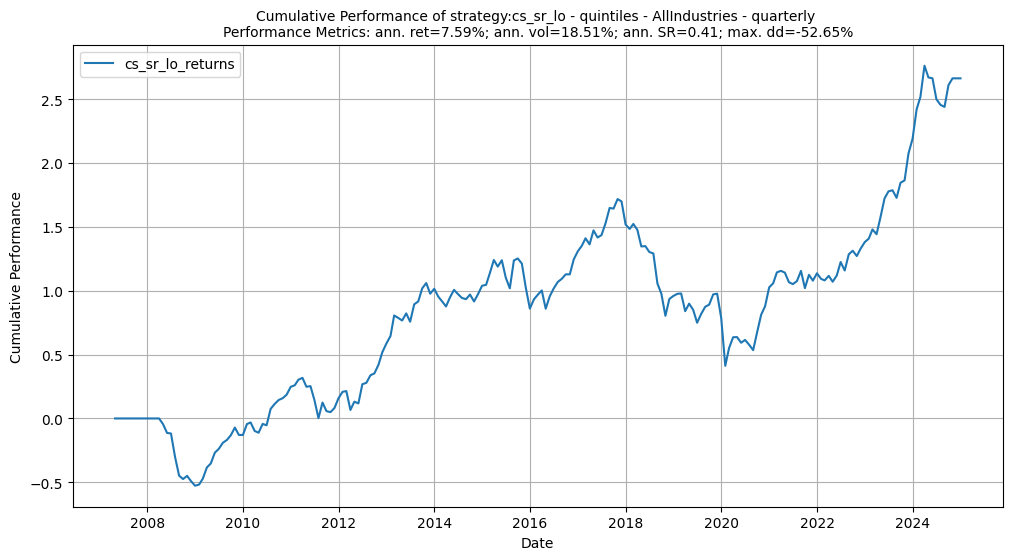 Cumulative Performance of strategy:cs_sr_lo - quintiles - AllIndustries - quarterly
Performance Metrics: ann. ret=7.59%; ann. vol=18.51%; ann. SR=0.41; max. dd=-52.65%
cs_sr_lo_returns
Cumulative Performance
2.5
2.0
1.5
1.0
0.5
0.0
−0.5
2008 2010 2012 2014 2016 2018 2020 2022 2024
Date